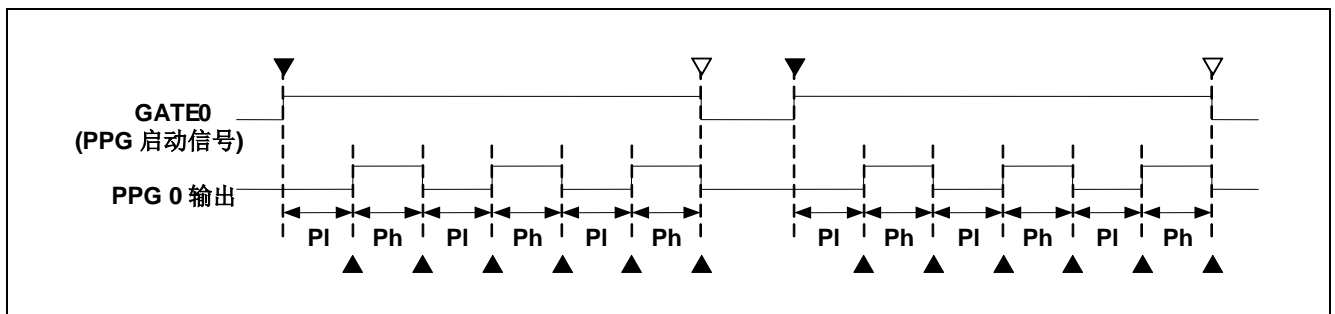 GATE0
(PPG 启动信号)
PPG 0 输出
Pl Ph Pl Ph Pl Ph Pl Ph Pl Ph Pl Ph